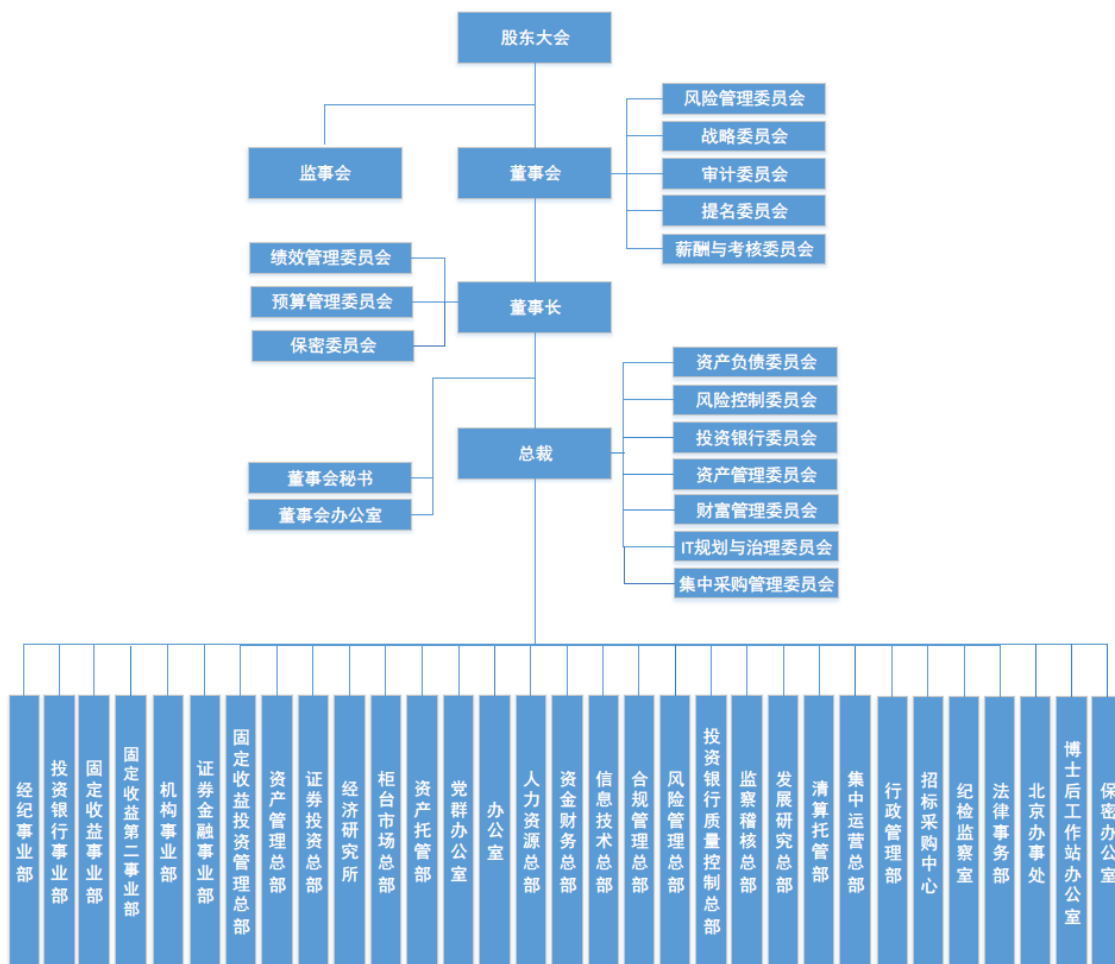 股东大会
监事会
董事会
风险管理委员会
战略委员会
审计委员会
提名委员会
薪酬与考核委员会
绩效管理委员会
预算管理委员会
保密委员会
董事长
董事会秘书
董事会办公室
总裁
资产负债委员会
风险控制委员会
投资银行委员会
资产管理委员会
财富管理委员会
IT规划与治理委员会
集中采购管理委员会
经纪事业部
投资银行事业部
固定收益事业部
固定收益第二事业部
机构事业部
证券金融事业部
固定收益投资管理总部
资产管理总部
证券投资总部
经济研究所
柜台市场总部
资产托管部
党群办公室
办公室
人力资源总部
资金财务总部
信息技术总部
合规管理总部
风险管理总部
投资银行质量控制总部
监察稽核总部
发展研究总部
清算托管部
集中运营总部
行政管理部
招标采购中心
纪检监察室
法律事务部
北京办事处
博士后工作站办公室
保密办公室